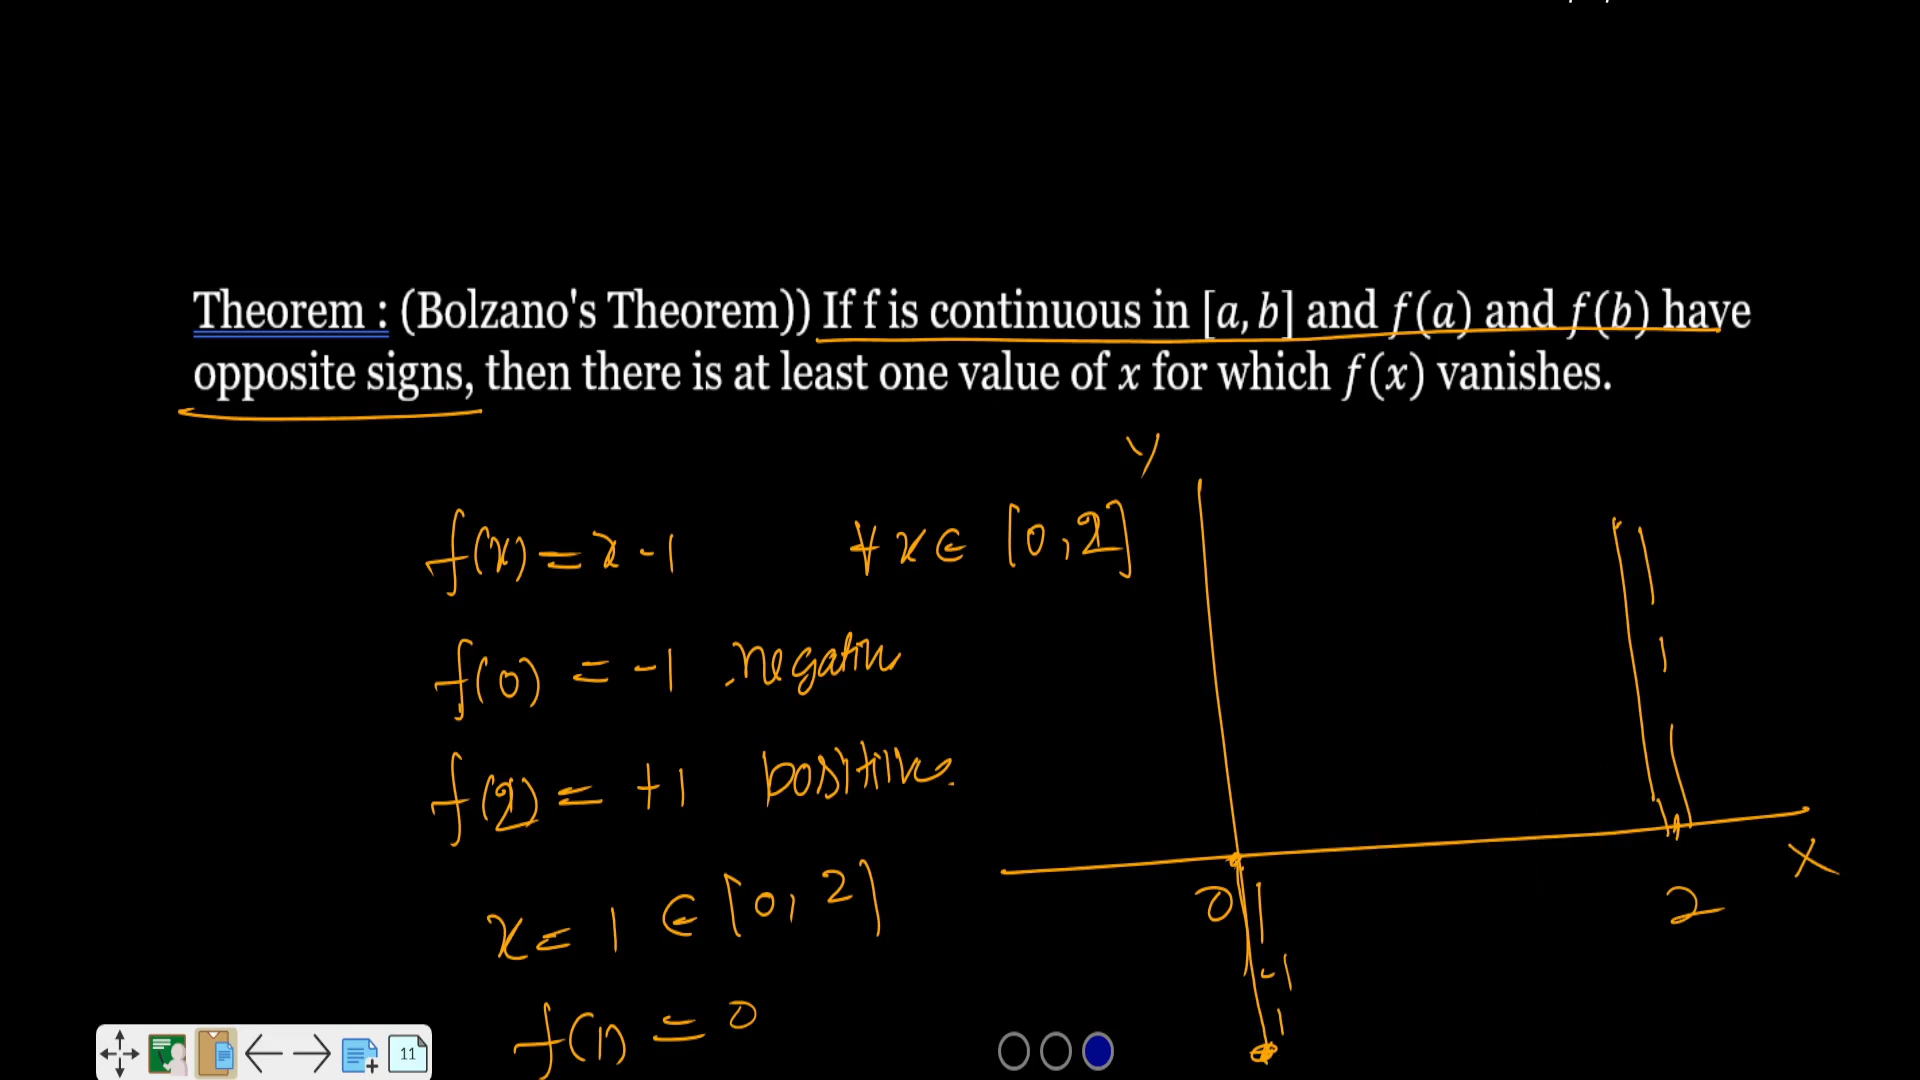 Theorem : (Bolzano's Theorem)) If f is continuous in [a, b] and f(a) and f(b) have
opposite signs, then there is at least one value of x for which f(x) vanishes.
y
f(x) = x - 1 ∀ x ∈ [0, 2]
f(0) = -1 negative
f(2) = +1 positive.
x
0
2
x = 1 ∈ [0, 2]
-1
f(1) = 0
11